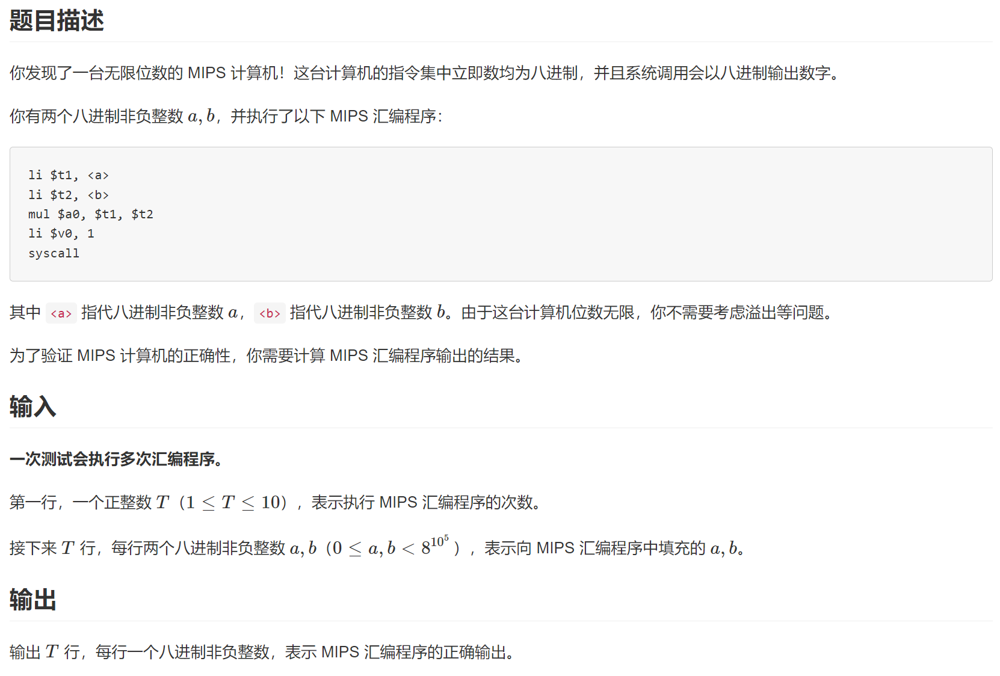 题目描述
你发现了一台无限位数的 MIPS 计算机！这台计算机的指令集中立即数均为八进制，并且系统调用会以八进制输出数字。
你有两个八进制非负整数 a, b，并执行了以下 MIPS 汇编程序：
li $t1, <a>
li $t2, <b>
mul $a0, $t1, $t2
li $v0, 1
syscall
其中 <a> 指代八进制非负整数 a，<b> 指代八进制非负整数 b。由于这台计算机位数无限，你不需要考虑溢出等问题。
为了验证 MIPS 计算机的正确性，你需要计算 MIPS 汇编程序输出的结果。
输入
一次测试会执行多次汇编程序。
第一行，一个正整数 T（1 ≤ T ≤ 10），表示执行 MIPS 汇编程序的次数。
接下来 T 行，每行两个八进制非负整数 a, b（0 ≤ a, b < 8^{10^5}），表示向 MIPS 汇编程序中填充的 a, b。
输出
输出 T 行，每行一个八进制非负整数，表示 MIPS 汇编程序的正确输出。